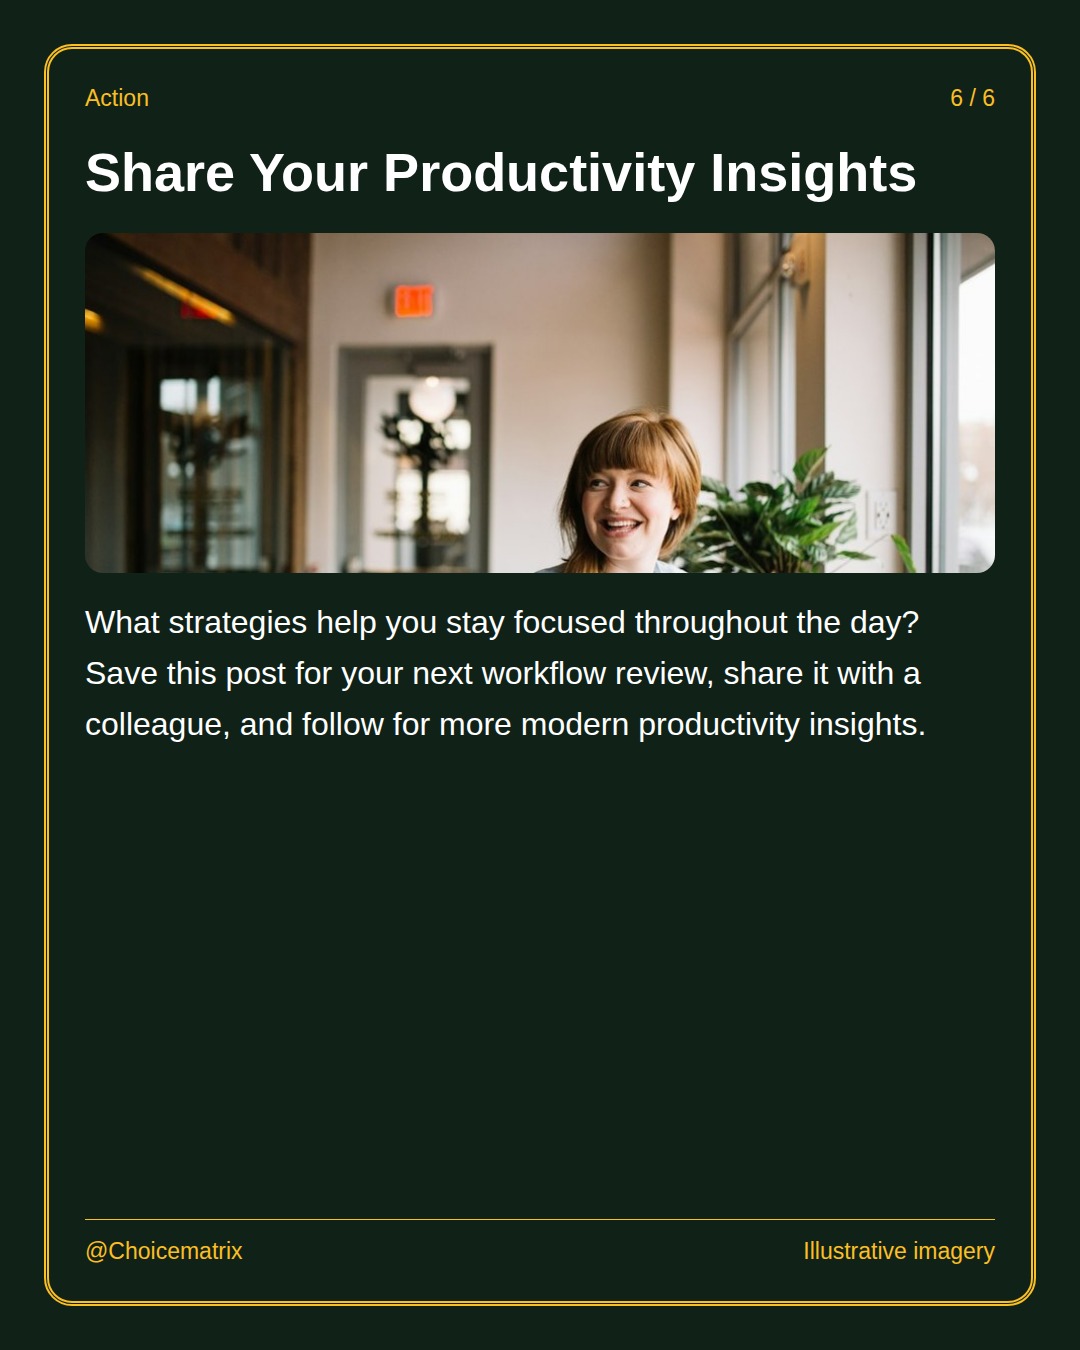 Action
6 / 6
Share Your Productivity Insights
EXIT
What strategies help you stay focused throughout the day?
Save this post for your next workflow review, share it with a
colleague, and follow for more modern productivity insights.
@Choicematrix
Illustrative imagery